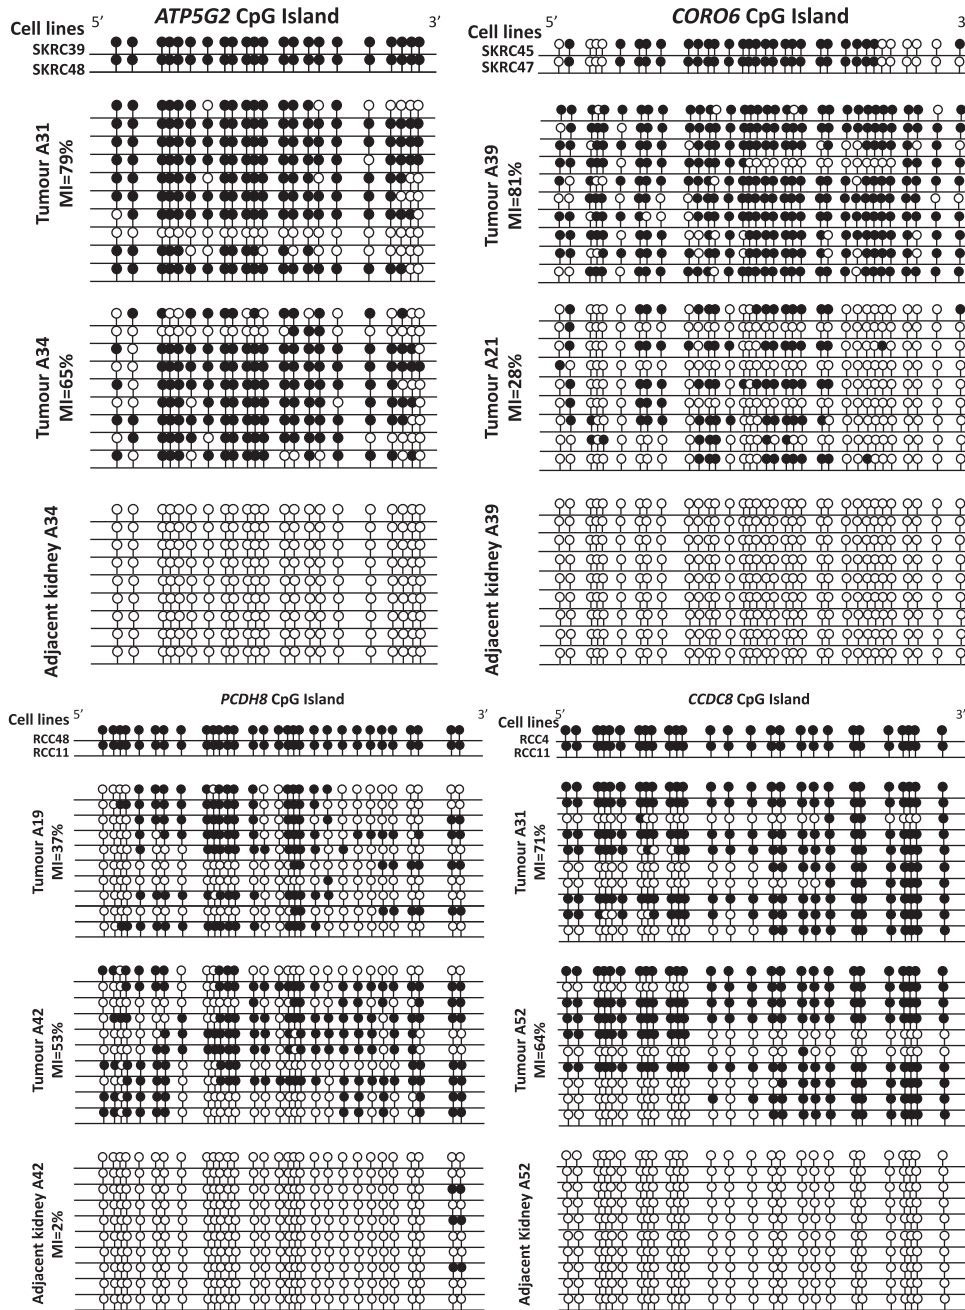 ATP5G2 CpG Island
5’ 3’
Cell lines
SKRC39
SKRC48
Tumour A31
MI=79%
Tumour A34
MI=65%
Adjacent kidney A34
CORO6 CpG Island
5’ 3’
Cell lines
SKRC45
SKRC47
Tumour A39
MI=81%
Tumour A21
MI=28%
Adjacent kidney A39
PCDH8 CpG Island
5’ 3’
Cell lines
RCC48
RCC11
Tumour A19
MI=37%
Tumour A42
MI=53%
Adjacent kidney A42
MI=2%
CCDC8 CpG Island
5’ 3’
Cell lines
RCC4
RCC11
Tumour A31
MI=71%
Tumour A52
MI=64%
Adjacent Kidney A52